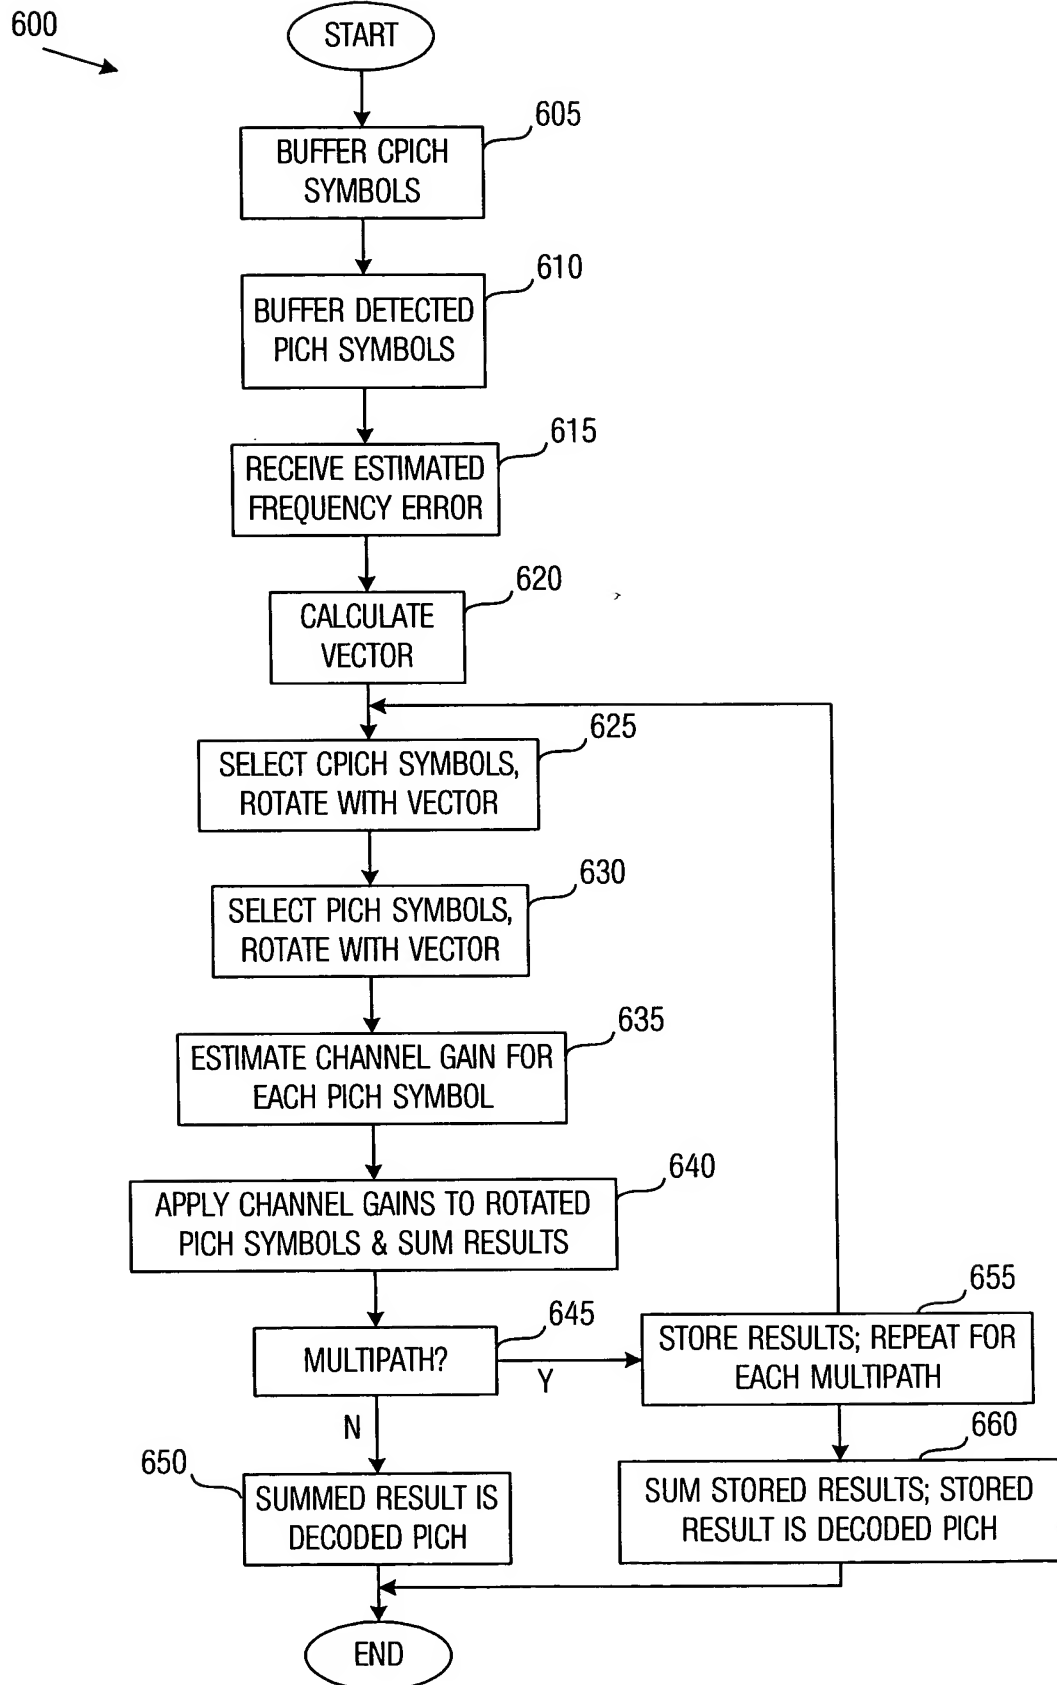 600
START
605
BUFFER CPICH
SYMBOLS
610
BUFFER DETECTED
PICH SYMBOLS
615
RECEIVE ESTIMATED
FREQUENCY ERROR
620
CALCULATE
VECTOR
625
SELECT CPICH SYMBOLS,
ROTATE WITH VECTOR
630
SELECT PICH SYMBOLS,
ROTATE WITH VECTOR
635
ESTIMATE CHANNEL GAIN FOR
EACH PICH SYMBOL
640
APPLY CHANNEL GAINS TO ROTATED
PICH SYMBOLS & SUM RESULTS
645
MULTIPATH?
Y
N
655
STORE RESULTS; REPEAT FOR
EACH MULTIPATH
650
SUMMED RESULT IS
DECODED PICH
660
SUM STORED RESULTS; STORED
RESULT IS DECODED PICH
END